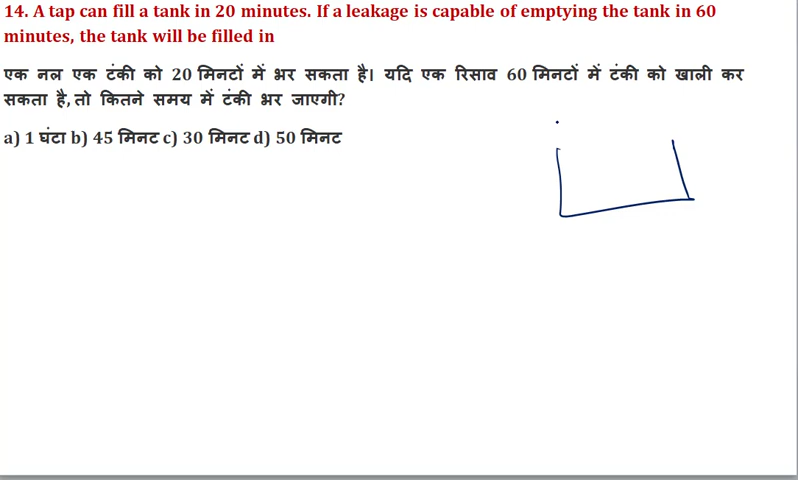 14. A tap can fill a tank in 20 minutes. If a leakage is capable of emptying the tank in 60
minutes, the tank will be filled in
एक नल एक टंकी को 20 मिनटों में भर सकता है। यदि एक रिसाव 60 मिनटों में टंकी को खाली कर
सकता है, तो कितने समय में टंकी भर जाएगी?
a) 1 घंटा b) 45 मिनट c) 30 मिनट d) 50 मिनट